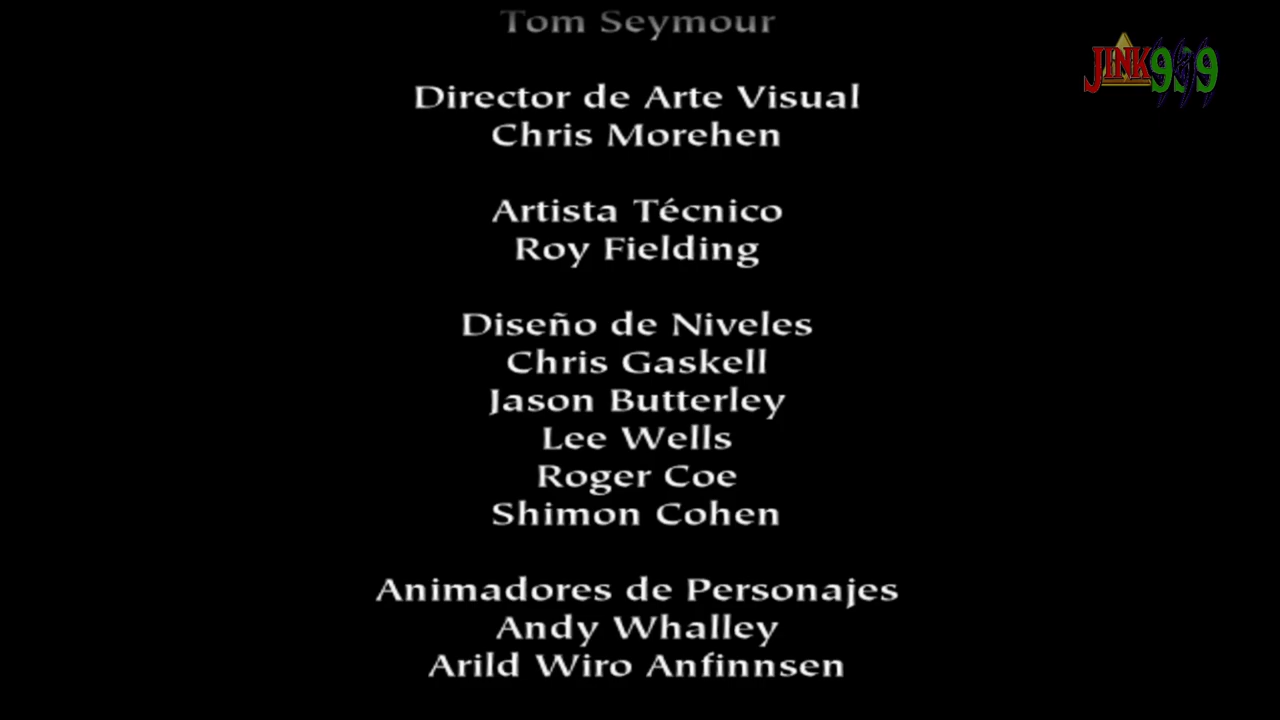 Tom Seymour
JINK999
Director de Arte Visual
Chris Morehen
Artista Técnico
Roy Fielding
Diseño de Niveles
Chris Gaskell
Jason Butterley
Lee Wells
Roger Coe
Shimon Cohen
Animadores de Personajes
Andy Whalley
Arild Wiro Anfinnsen